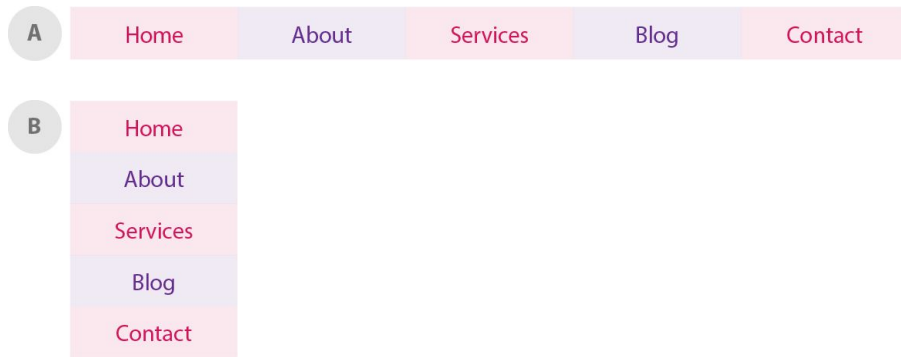 A Home About Services Blog Contact
B Home
About
Services
Blog
Contact